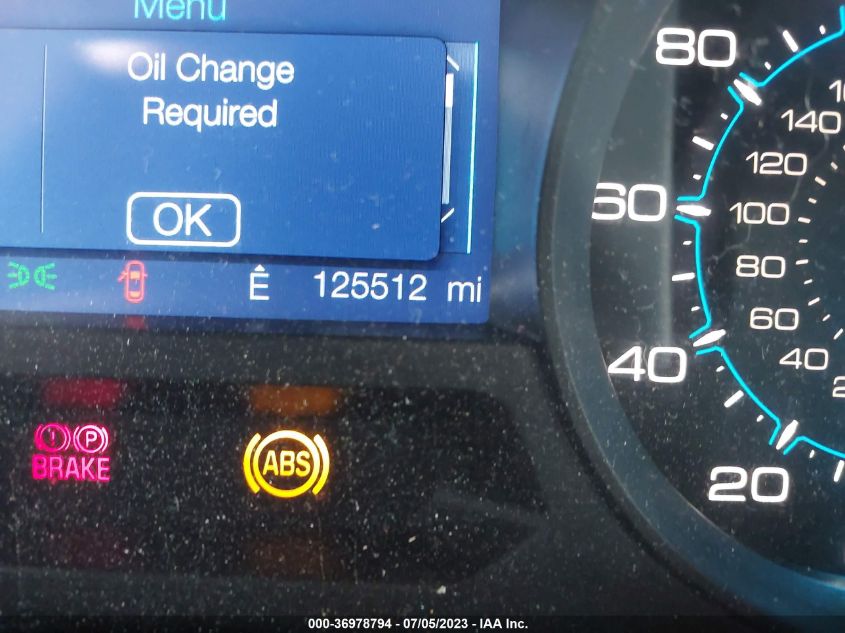 Menu
Oil Change
Required
OK
E 125512 mi
! P
BRAKE
ABS
80
60
40
20
140
120
100
80
60
40
000-36978794 - 07/05/2023 - IAA Inc.